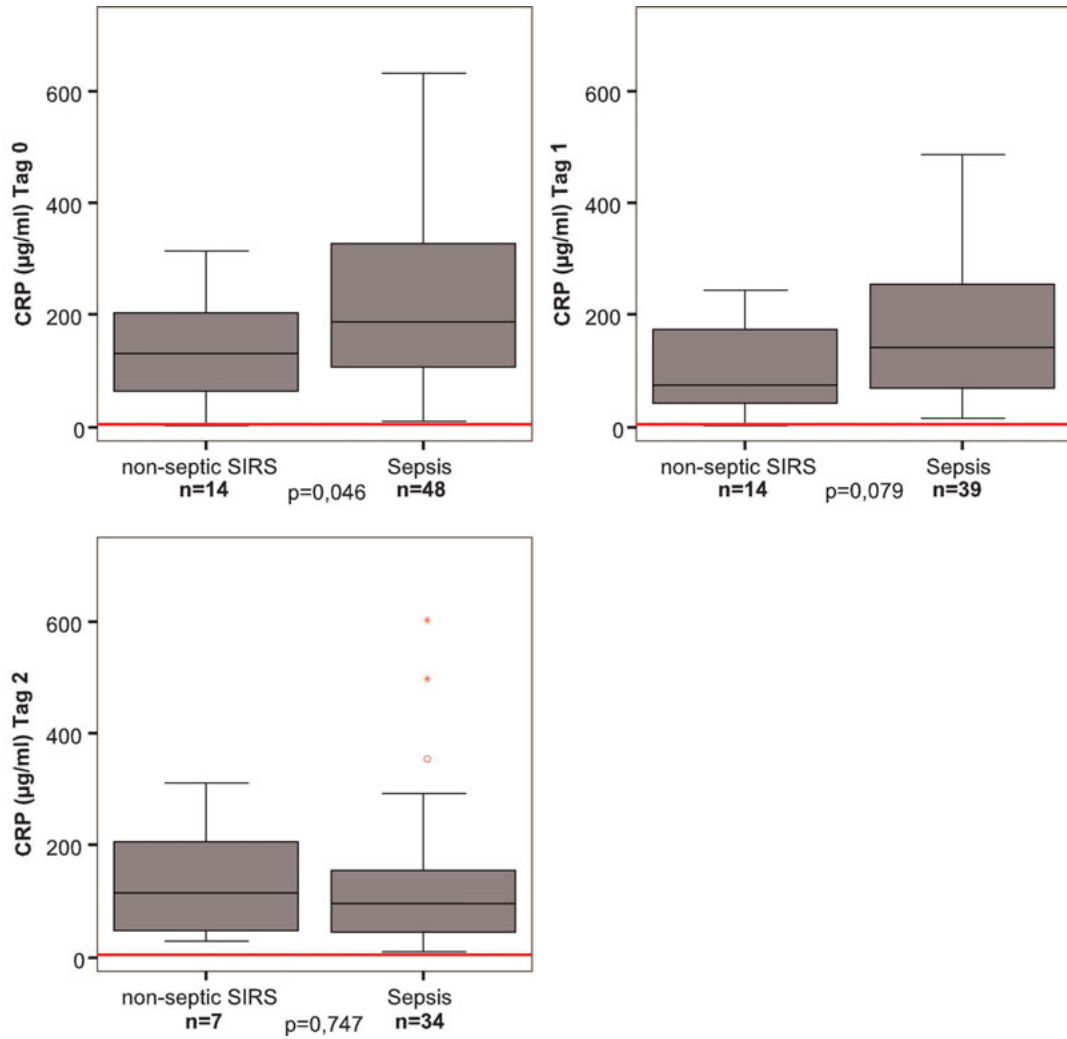 CRP (µg/ml) Tag 0
600
400
200
0
non-septic SIRS Sepsis
n=14 p=0,046 n=48
CRP (µg/ml) Tag 1
600
400
200
0
non-septic SIRS Sepsis
n=14 p=0,079 n=39
CRP (µg/ml) Tag 2
600
400
200
0
non-septic SIRS Sepsis
n=7 p=0,747 n=34